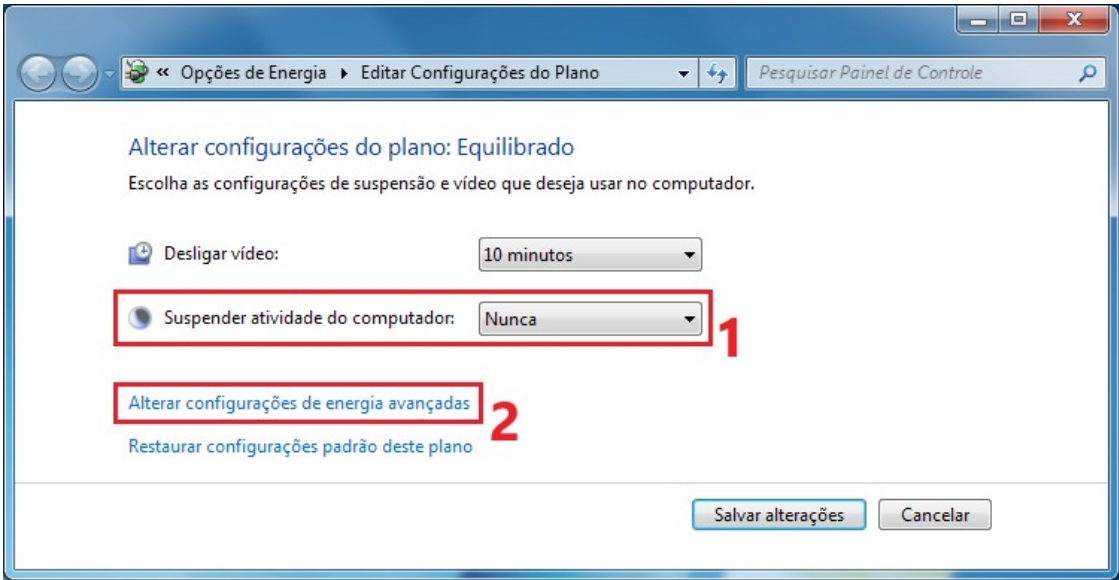 « Opções de Energia ▸ Editar Configurações do Plano
Pesquisar Painel de Controle
Alterar configurações do plano: Equilibrado
Escolha as configurações de suspensão e vídeo que deseja usar no computador.
Desligar vídeo: 10 minutos
Suspender atividade do computador: Nunca 1
Alterar configurações de energia avançadas 2
Restaurar configurações padrão deste plano
Salvar alterações Cancelar